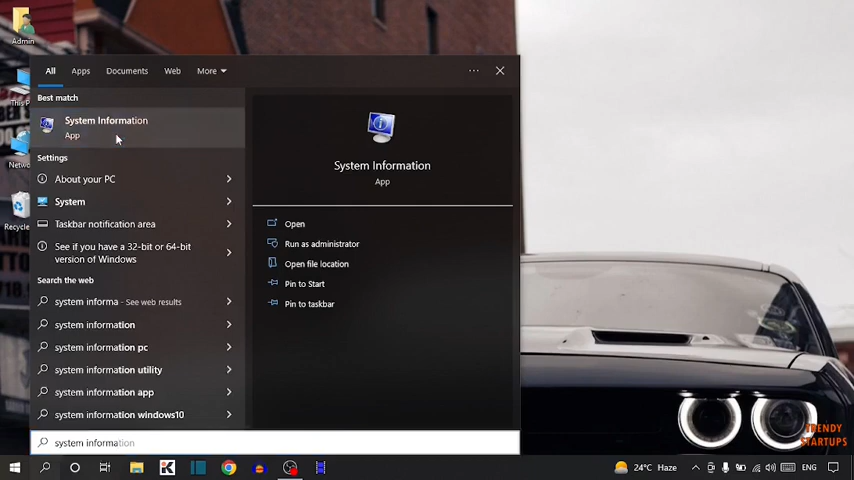 Admin
This P
Netwo
Recycle
All Apps Documents Web More
Best match
System Information
App
Settings
About your PC
System
Taskbar notification area
See if you have a 32-bit or 64-bit
version of Windows
Search the web
system informa - See web results
system information
system information pc
system information utility
system information app
system information windows10
System Information
App
Open
Run as administrator
Open file location
Pin to Start
Pin to taskbar
system information
TRENDY
STARTUPS
24°C Haze
ENG